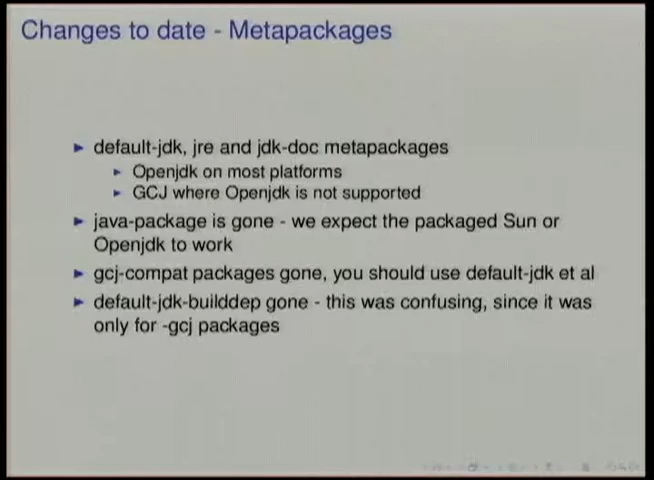 Changes to date - Metapackages
default-jdk, jre and jdk-doc metapackages
Openjdk on most platforms
GCJ where Openjdk is not supported
java-package is gone - we expect the packaged Sun or
Openjdk to work
gcj-compat packages gone, you should use default-jdk et al
default-jdk-builddep gone - this was confusing, since it was
only for -gcj packages